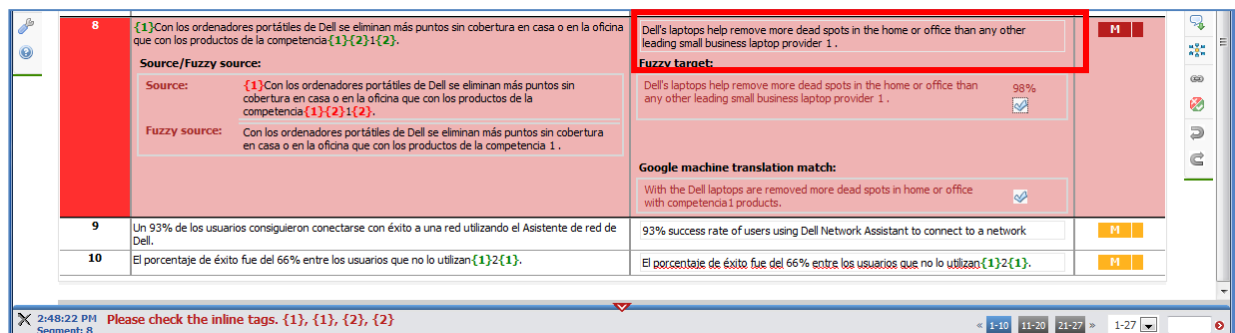 8 {1}Con los ordenadores portátiles de Dell se eliminan más puntos sin cobertura en casa o en la oficina
que con los productos de la competencia{1}{2}1{2}.
Dell's laptops help remove more dead spots in the home or office than any other
leading small business laptop provider 1 .
M
Source/Fuzzy source:
Fuzzy target:
Source: {1}Con los ordenadores portátiles de Dell se eliminan más puntos sin
cobertura en casa o en la oficina que con los productos de la
competencia{1}{2}1{2}.
Dell's laptops help remove more dead spots in the home or office than
any other leading small business laptop provider 1 .
98%
Fuzzy source: Con los ordenadores portátiles de Dell se eliminan más puntos sin cobertura
en casa o en la oficina que con los productos de la competencia 1 .
Google machine translation match:
With the Dell laptops are removed more dead spots in home or office
with competencia1 products.
9 Un 93% de los usuarios consiguieron conectarse con éxito a una red utilizando el Asistente de red de
Dell.
93% success rate of users using Dell Network Assistant to connect to a network
M
10 El porcentaje de éxito fue del 66% entre los usuarios que no lo utilizan{1}2{1}.
El porcentaje de éxito fue del 66% entre los usuarios que no lo utilizan{1}2{1}.
M
2:48:22 PM Please check the inline tags. {1}, {1}, {2}, {2}
Segment: 8
« 1-10 11-20 21-27 » 1-27